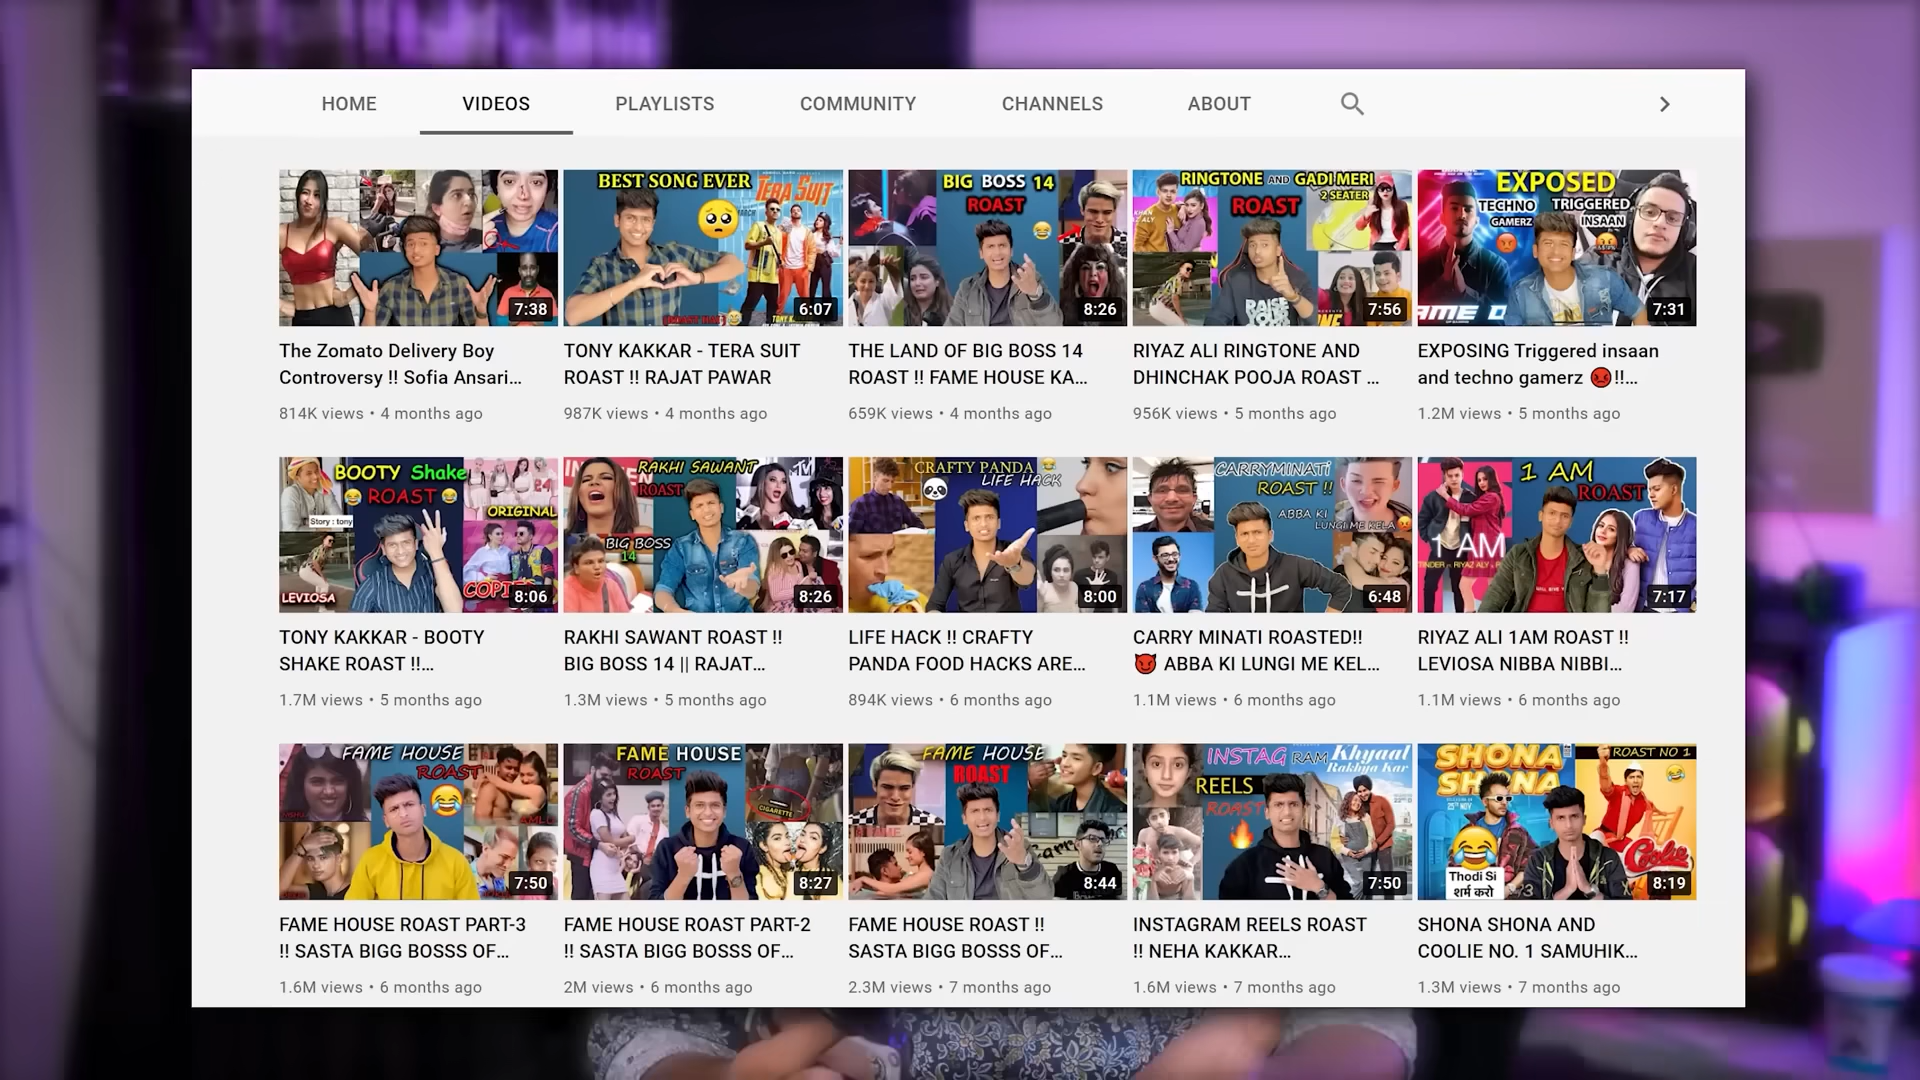 HOME
VIDEOS
PLAYLISTS
COMMUNITY
CHANNELS
ABOUT
7:38
The Zomato Delivery Boy
Controversy !! Sofia Ansari...
814K views • 4 months ago
BEST SONG EVER
TERA SUIT
6:07
TONY KAKKAR - TERA SUIT
ROAST !! RAJAT PAWAR
987K views • 4 months ago
BIG BOSS 14
ROAST
8:26
THE LAND OF BIG BOSS 14
ROAST !! FAME HOUSE KA...
659K views • 4 months ago
RINGTONE AND GADI MERI
2 SEATER
ROAST
7:56
RIYAZ ALI RINGTONE AND
DHINCHAK POOJA ROAST ...
956K views • 5 months ago
EXPOSED
TECHNO
GAMERZ
TRIGGERED
INSAAN
7:31
EXPOSING Triggered insaan
and techno gamerz 😡!!...
1.2M views • 5 months ago
BOOTY Shake
ROAST
ORIGINAL
Story : tony
LEVIOSA
8:06
TONY KAKKAR - BOOTY
SHAKE ROAST !!...
1.7M views • 5 months ago
RAKHI SAWANT
ROAST
BIG BOSS
14
8:26
RAKHI SAWANT ROAST !!
BIG BOSS 14 || RAJAT...
1.3M views • 5 months ago
CRAFTY PANDA
LIFE HACK
8:00
LIFE HACK !! CRAFTY
PANDA FOOD HACKS ARE...
894K views • 6 months ago
CARRYMINATI
ROAST !!
ABBA KI
LUNGI ME KELA
6:48
CARRY MINATI ROASTED!!
😈 ABBA KI LUNGI ME KEL...
1.1M views • 6 months ago
1 AM
ROAST
1 AM
7:17
RIYAZ ALI 1AM ROAST !!
LEVIOSA NIBBA NIBBI...
1.1M views • 6 months ago
FAME HOUSE
ROAST
7:50
FAME HOUSE ROAST PART-3
!! SASTA BIGG BOSSS OF...
1.6M views • 6 months ago
FAME HOUSE
ROAST
CIGARETTE
8:27
FAME HOUSE ROAST PART-2
!! SASTA BIGG BOSSS OF...
2M views • 6 months ago
FAME HOUSE
ROAST
8:44
FAME HOUSE ROAST !!
SASTA BIGG BOSSS OF...
2.3M views • 7 months ago
INSTAG RAM
REELS
ROAST
Khyaal
Rakhya Kar
7:50
INSTAGRAM REELS ROAST
!! NEHA KAKKAR...
1.6M views • 7 months ago
SHONA
SHONA
25TH NOV
ROAST NO 1
Coolie
Thodi Si
शर्म करो
8:19
SHONA SHONA AND
COOLIE NO. 1 SAMUHIK...
1.3M views • 7 months ago